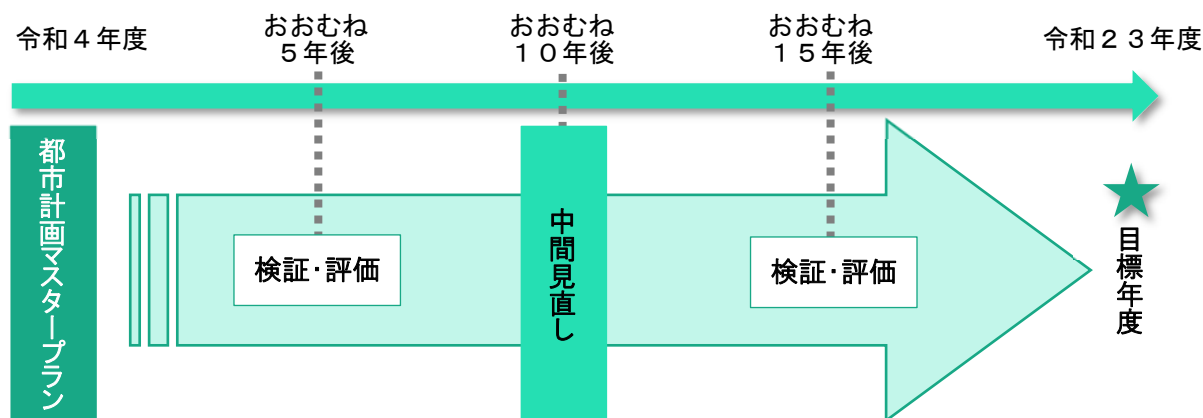 令和４年度
おおむね
５年後
おおむね
１０年後
おおむね
１５年後
令和２３年度
都市計画マスタープラン
検証・評価
中間見直し
検証・評価
目標年度